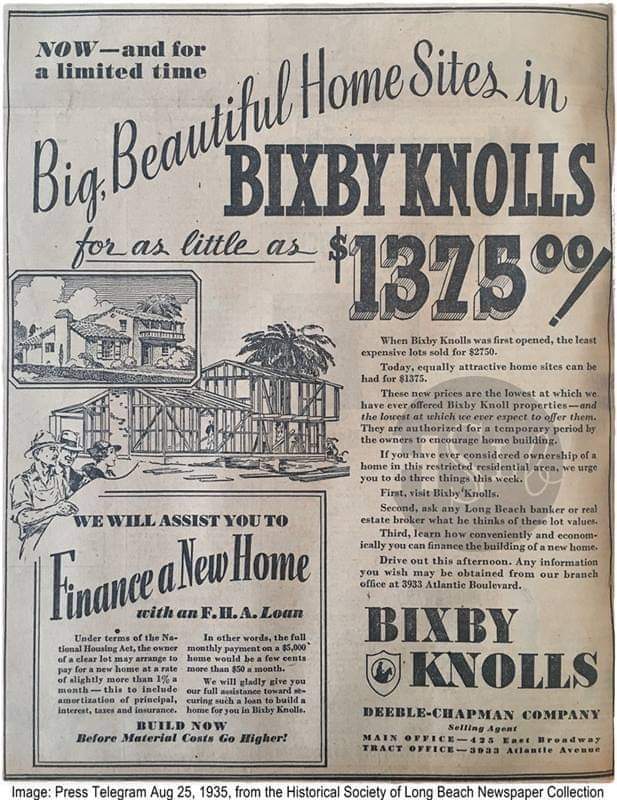 NOW—and for
a limited time
Big, Beautiful Home Sites in
BIXBY KNOLLS
for as little as $1375.00!
When Bixby Knolls was first opened, the least
expensive lots sold for $2750.
Today, equally attractive home sites can be
had for $1375.
These new prices are the lowest at which we
have ever offered Bixby Knoll properties—and
the lowest at which we ever expect to offer them.
They are authorized for a temporary period by
the owners to encourage home building.
If you have ever considered ownership of a
home in this restricted residential area, we urge
you to do three things this week.
First, visit Bixby Knolls.
Second, ask any Long Beach banker or real
estate broker what he thinks of these lot values.
Third, learn how conveniently and econom-
ically you can finance the building of a new home.
Drive out this afternoon. Any information
you wish may be obtained from our branch
office at 3933 Atlantic Boulevard.
WE WILL ASSIST YOU TO
Finance a New Home
with an F.H.A. Loan
Under terms of the Na-
tional Housing Act, the owner
of a clear lot may arrange to
pay for a new home at a rate
of slightly more than 1% a
month—this to include
amortization of principal,
interest, taxes and insurance.
In other words, the full
monthly payment on a $5,000
home would be a few cents
more than $50 a month.
We will gladly give you
our full assistance toward se-
curing such a loan to build a
home for you in Bixby Knolls.
BUILD NOW
Before Material Costs Go Higher!
BIXBY
KNOLLS
DEEBLE-CHAPMAN COMPANY
Selling Agent
MAIN OFFICE—425 East Broadway
TRACT OFFICE—3933 Atlantic Avenue
Image: Press Telegram Aug 25, 1935, from the Historical Society of Long Beach Newspaper Collection